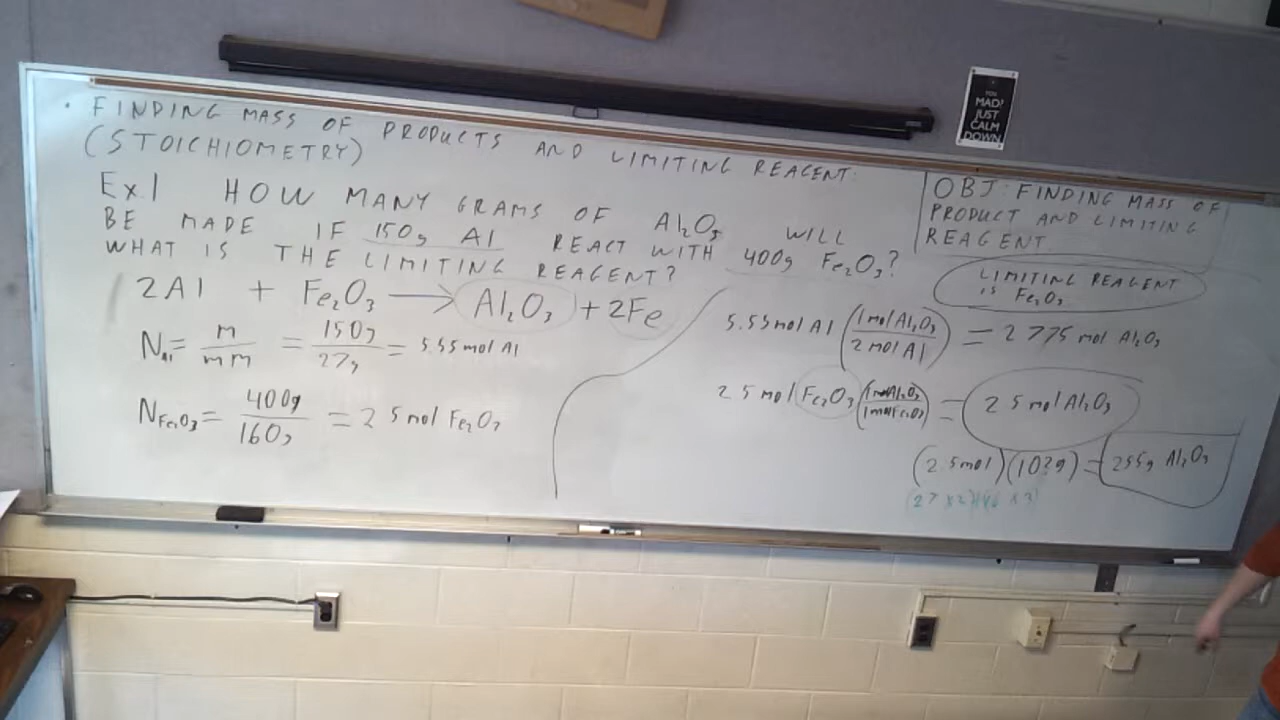 · FINDING MASS OF PRODUCTS AND LIMITING REAGENT:
(STOICHIOMETRY)
Ex.1 HOW MANY GRAMS OF Al₂O₃ WILL
BE MADE IF 150g Al REACT WITH 400g Fe₂O₃?
WHAT IS THE LIMITING REAGENT?
2Al + Fe₂O₃ ⟶ Al₂O₃ + 2Fe
N_Al = m/mm = 150g/27g = 5.55 mol Al
N_Fe₂O₃ = 400g/160g = 2.5 mol Fe₂O₃
OBJ: FINDING MASS OF
PRODUCT AND LIMITING
REAGENT
LIMITING REAGENT
IS Fe₂O₃
5.55 mol Al (1 mol Al₂O₃/2 mol Al) = 2.775 mol Al₂O₃
2.5 mol Fe₂O₃ (1 mol Al₂O₃/1 mol Fe₂O₃) = 2.5 mol Al₂O₃
(2.5 mol)(102g) = 255g Al₂O₃
YOU
MAD?
JUST
CALM
DOWN